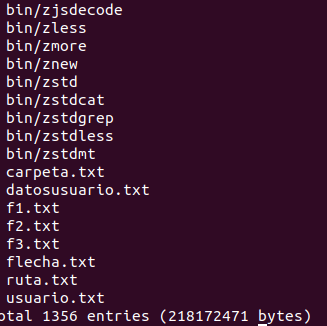 bin/zjsdecode
bin/zless
bin/zmore
bin/znew
bin/zstd
bin/zstdcat
bin/zstdgrep
bin/zstdless
bin/zstdmt
carpeta.txt
datosusuario.txt
f1.txt
f2.txt
f3.txt
flecha.txt
ruta.txt
usuario.txt
otal 1356 entries (218172471 bytes)